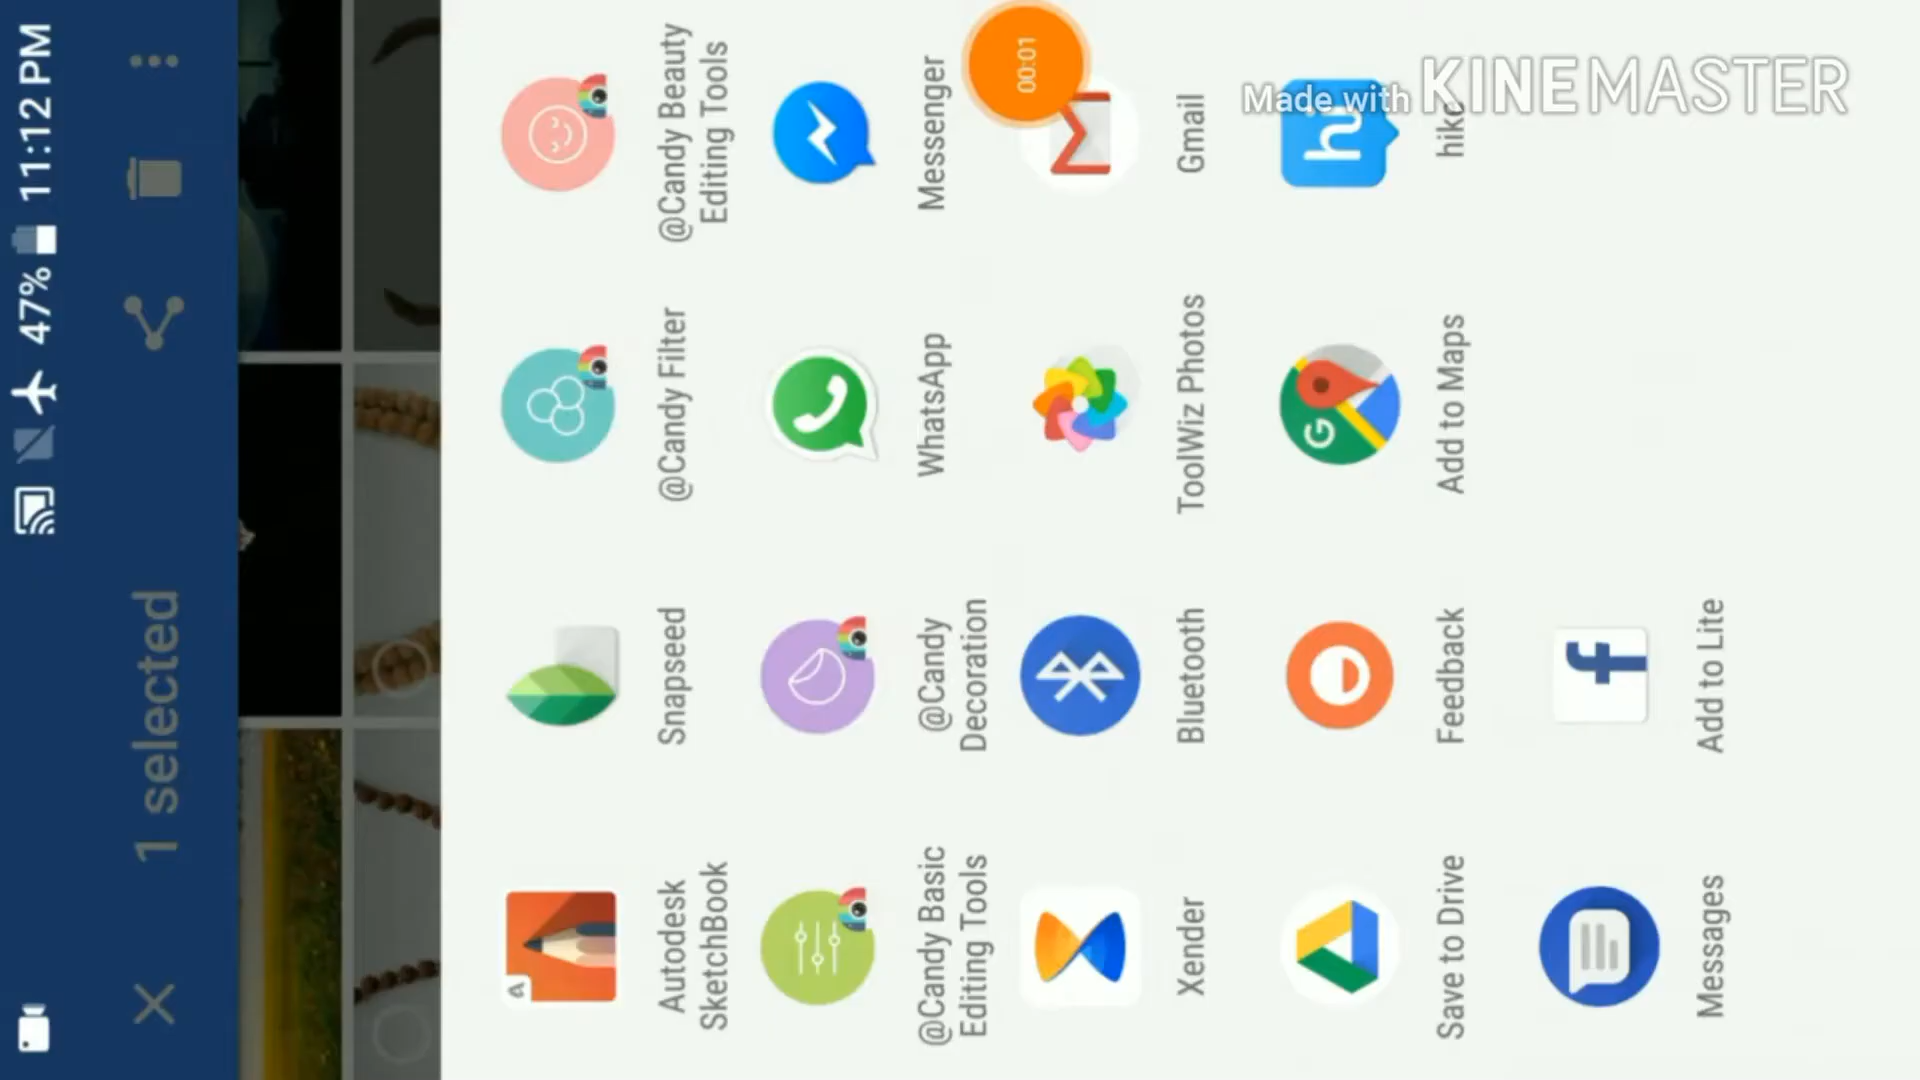 47% 11:12 PM
1 selected
Autodesk
SketchBook
Snapseed
@Candy Filter
@Candy Beauty
Editing Tools
@Candy Basic
Editing Tools
@Candy
Decoration
WhatsApp
Messenger
Xender
Bluetooth
ToolWiz Photos
Gmail
Save to Drive
Feedback
Add to Maps
hike
Messages
Add to Lite
00:01
Made with KINEMASTER